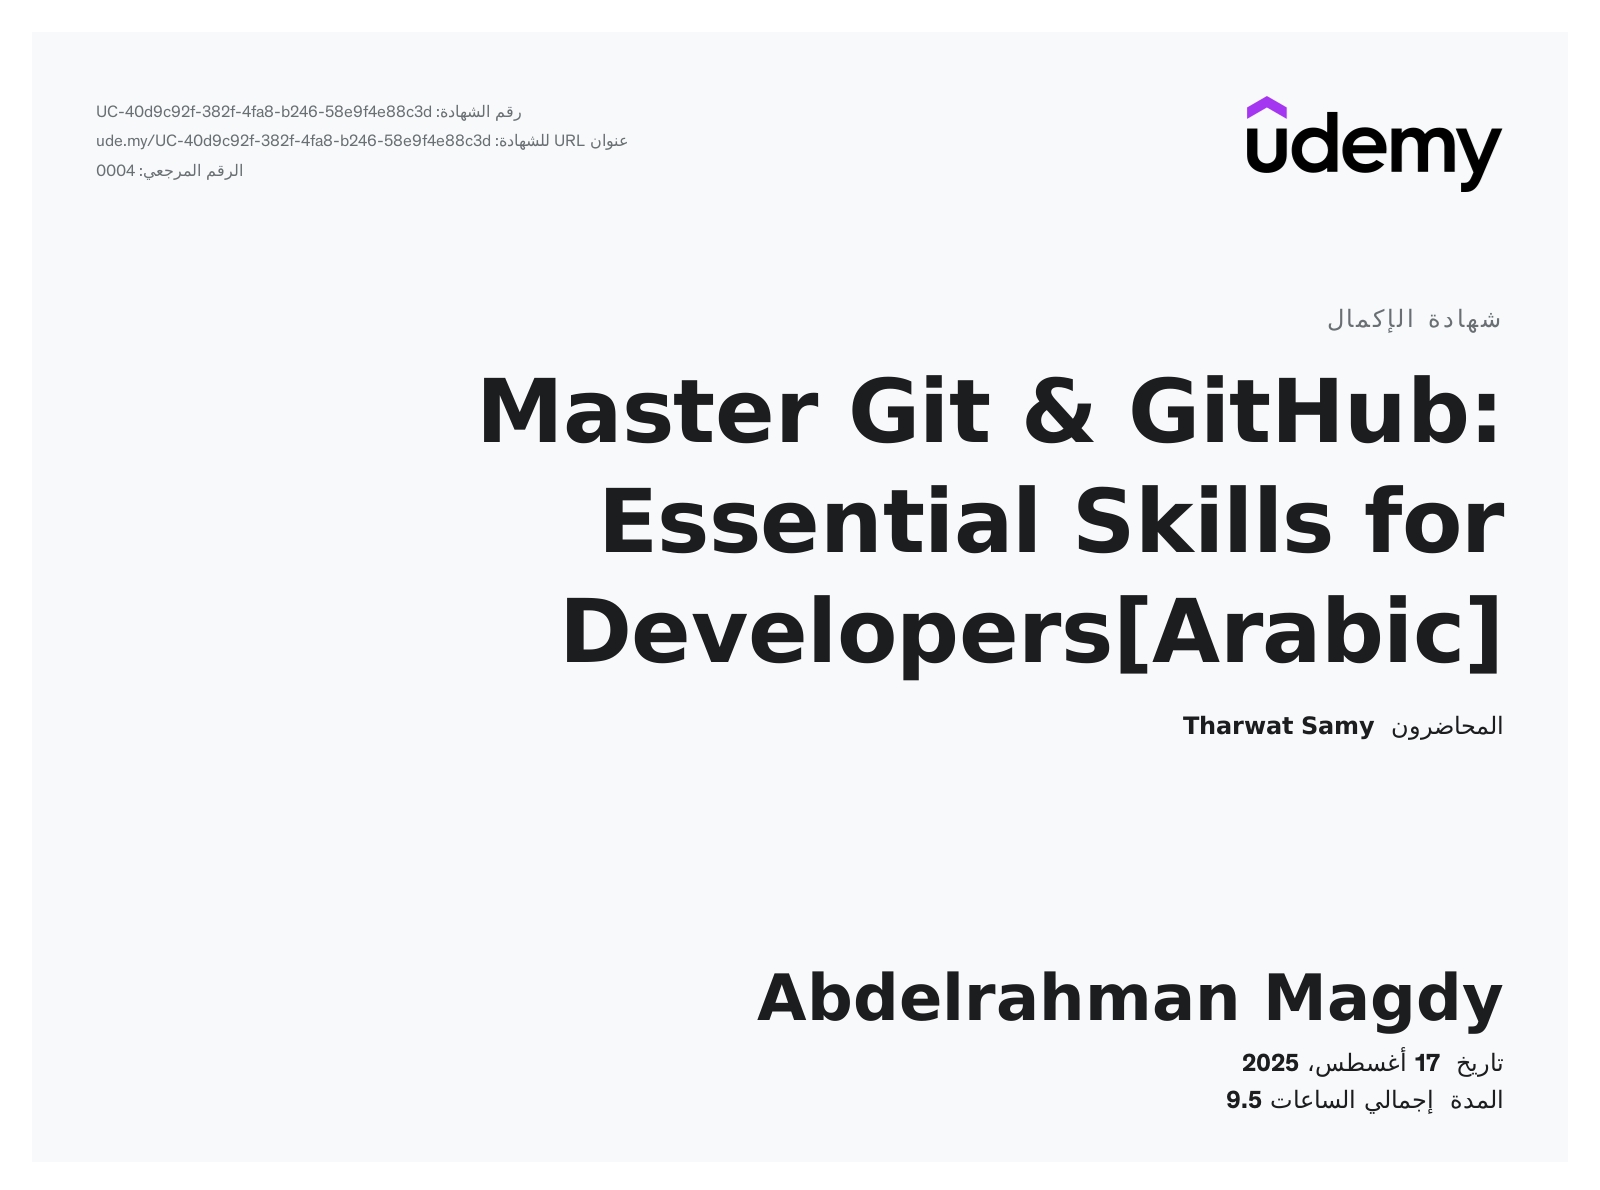 رقم الشهادة: UC-40d9c92f-382f-4fa8-b246-58e9f4e88c3d
عنوان URL للشهادة: ude.my/UC-40d9c92f-382f-4fa8-b246-58e9f4e88c3d
الرقم المرجعي: 0004
udemy
شهادة الإكمال
Master Git & GitHub:
Essential Skills for
Developers[Arabic]
المحاضرون Tharwat Samy
Abdelrahman Magdy
تاريخ 17 أغسطس، 2025
المدة إجمالي الساعات 9.5